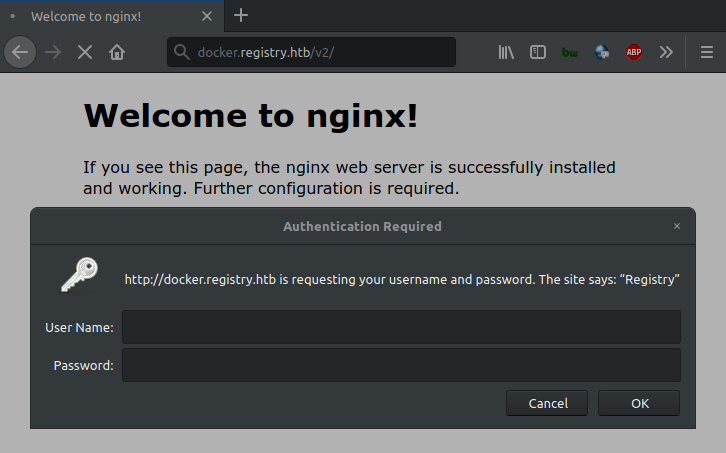 Welcome to nginx!
docker.registry.htb/v2/
ABP
Welcome to nginx!
If you see this page, the nginx web server is successfully installed
and working. Further configuration is required.
Authentication Required
http://docker.registry.htb is requesting your username and password. The site says: “Registry”
User Name:
Password:
Cancel
OK